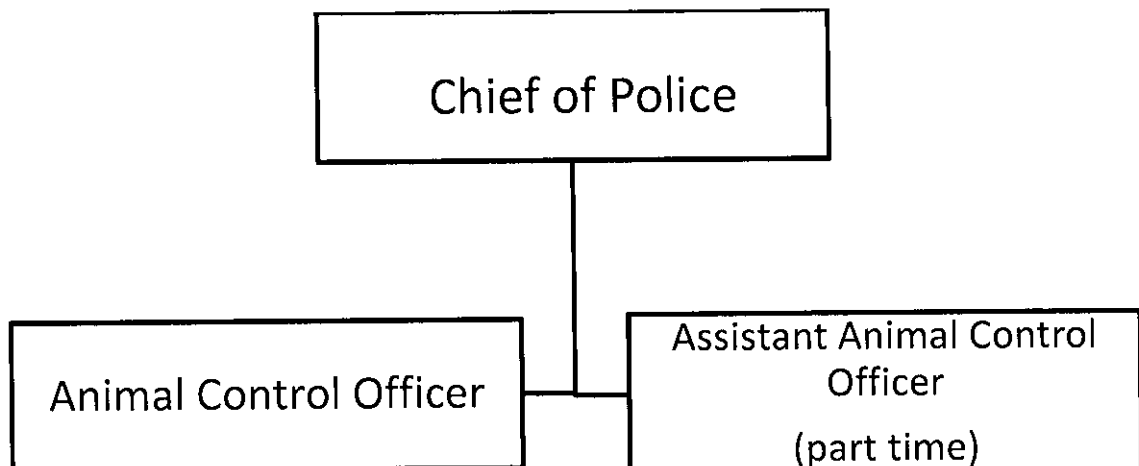 Chief of Police
Animal Control Officer
Assistant Animal Control
Officer
(part time)